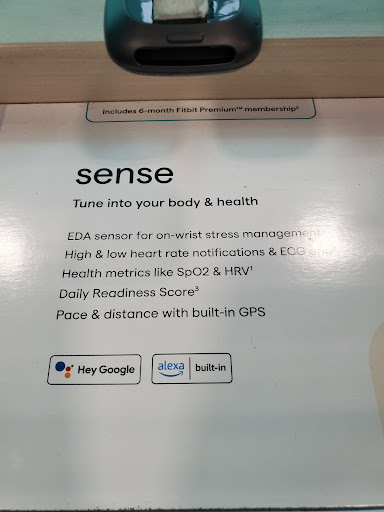 Includes 6-month Fitbit Premium™ membership²
sense
Tune into your body & health
EDA sensor for on-wrist stress management
High & low heart rate notifications & ECG app
Health metrics like SpO2 & HRV¹
Daily Readiness Score³
Pace & distance with built-in GPS
Hey Google
alexa built-in